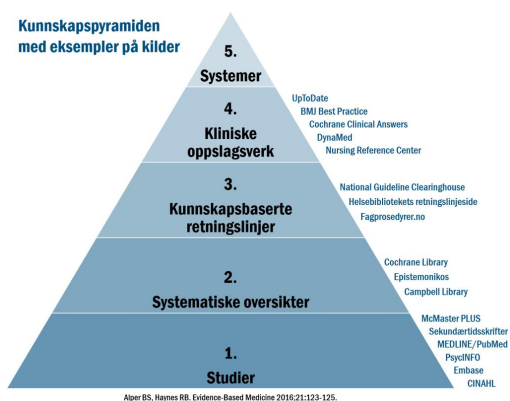 Kunnskapspyramiden
med eksempler på kilder
5.
Systemer
4.
Kliniske
oppslagsverk
UpToDate
BMJ Best Practice
Cochrane Clinical Answers
DynaMed
Nursing Reference Center
3.
Kunnskapsbaserte
retningslinjer
National Guideline Clearinghouse
Helsebibliotekets retningslinjeside
Fagprosedyrer.no
2.
Systematiske oversikter
Cochrane Library
Epistemonikos
Campbell Library
1.
Studier
McMaster PLUS
Sekundærtidsskrifter
MEDLINE/PubMed
PsycINFO
Embase
CINAHL
Alper BS, Haynes RB. Evidence-Based Medicine 2016;21:123-125.